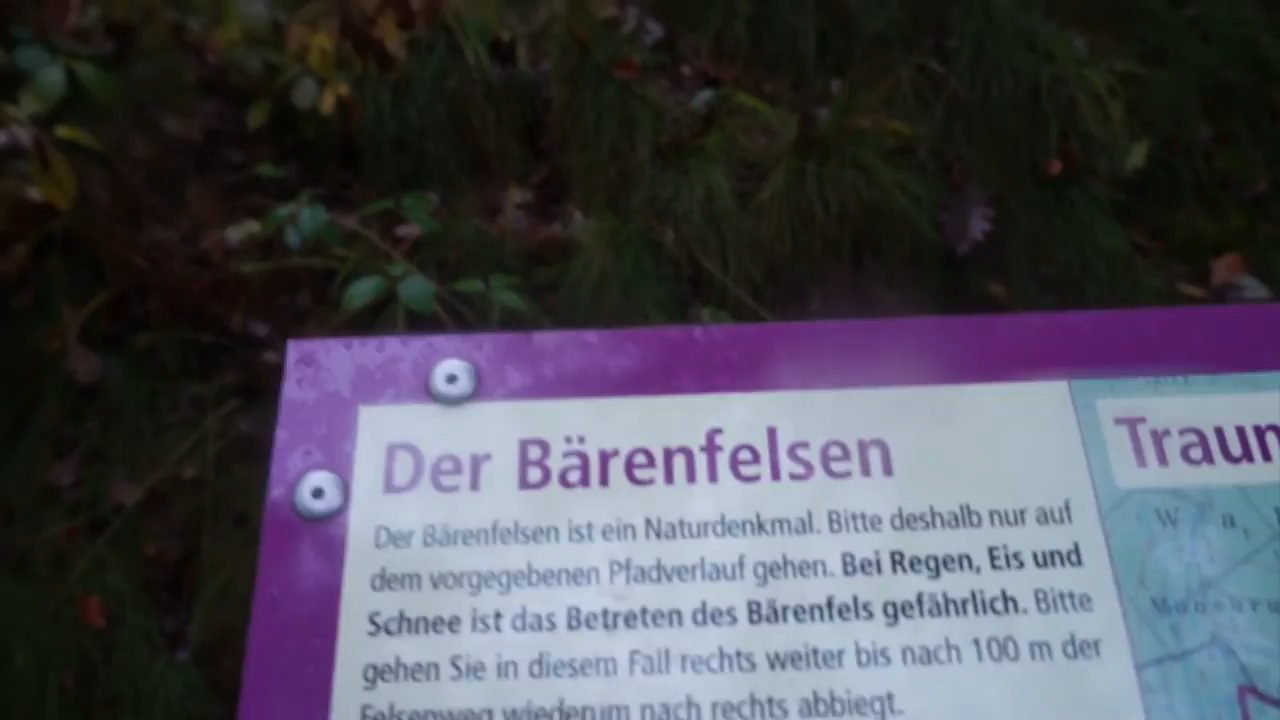 Der Bärenfelsen
Der Bärenfelsen ist ein Naturdenkmal. Bitte deshalb nur auf
dem vorgegebenen Pfadverlauf gehen. Bei Regen, Eis und
Schnee ist das Betreten des Bärenfels gefährlich. Bitte
gehen Sie in diesem Fall rechts weiter bis nach 100 m der
Felsenweg wiederum nach rechts abbiegt.
Traun
W a,